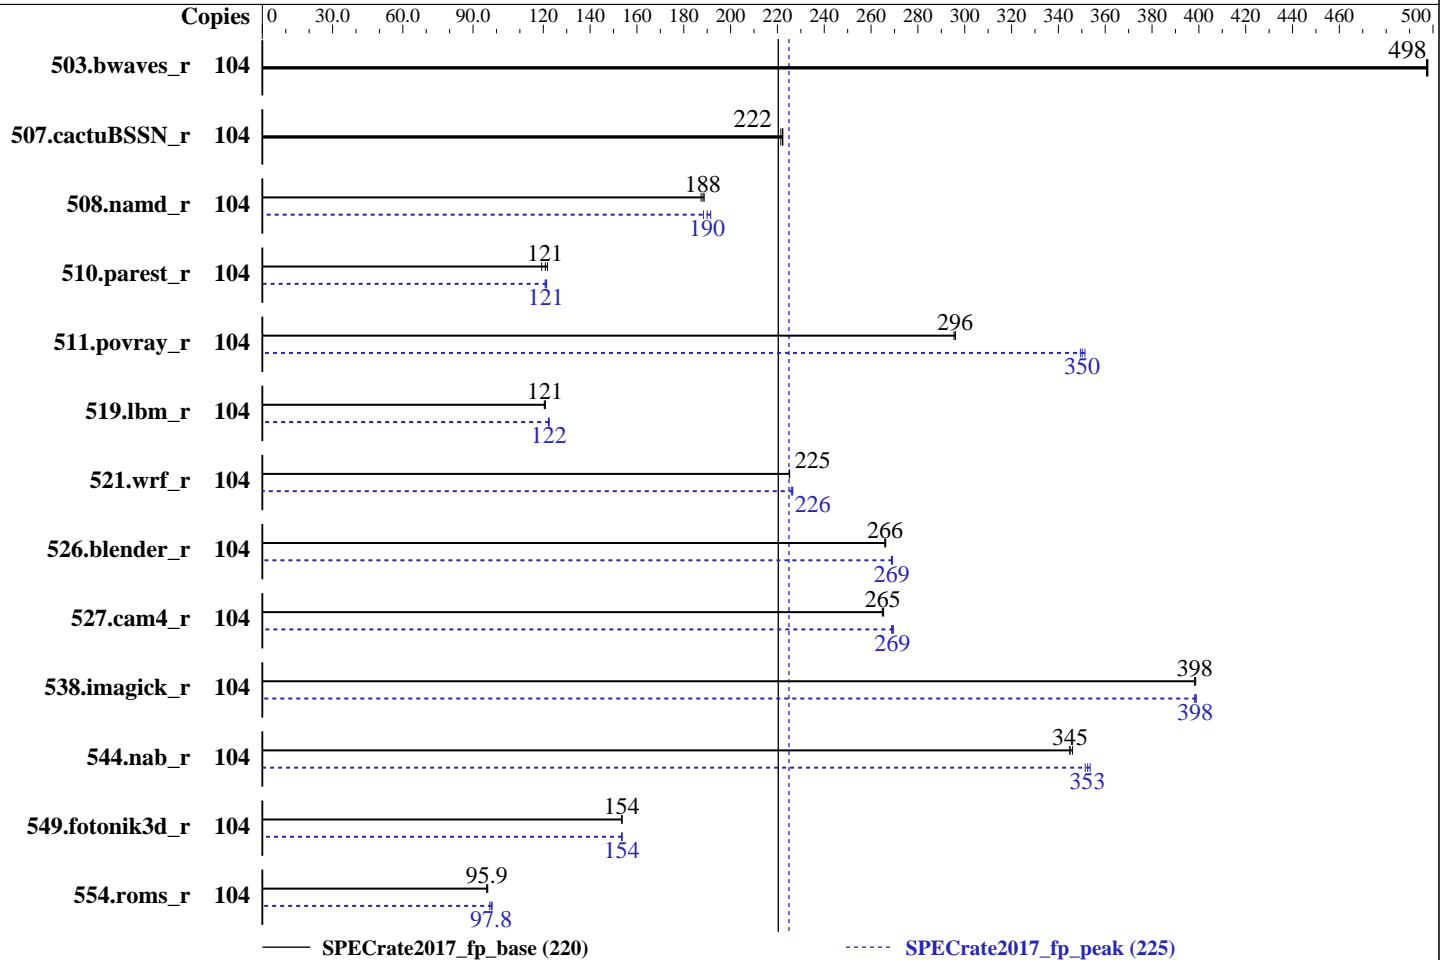 Copies 0 30.0 60.0 90.0 120 140 160 180 200 220 240 260 280 300 320 340 360 380 400 420 440 460 500
503.bwaves_r 104 498
507.cactuBSSN_r 104 222
508.namd_r 104 188
190
510.parest_r 104 121
121
511.povray_r 104 296
350
519.lbm_r 104 121
122
521.wrf_r 104 225
226
526.blender_r 104 266
269
527.cam4_r 104 265
269
538.imagick_r 104 398
398
544.nab_r 104 345
353
549.fotonik3d_r 104 154
154
554.roms_r 104 95.9
97.8
SPECrate2017_fp_base (220) SPECrate2017_fp_peak (225)